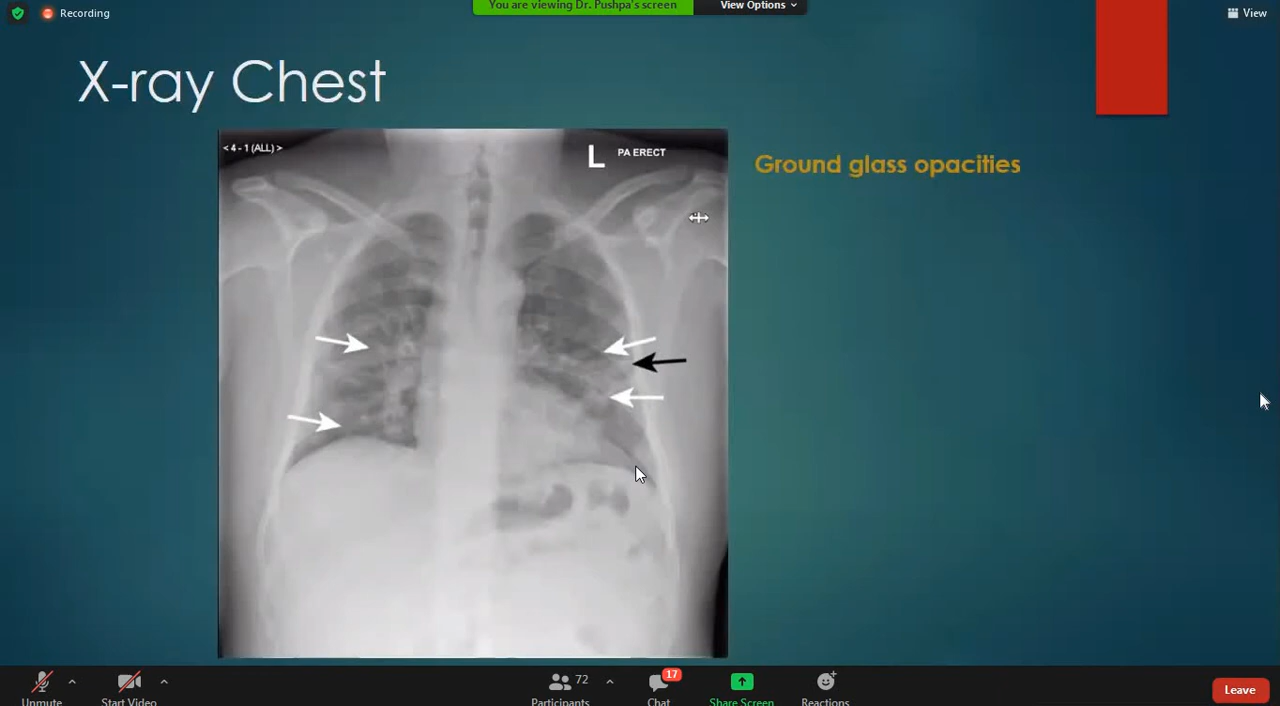 Recording
You are viewing Dr. Pushpa's screen
View Options
View
X-ray Chest
< 4 - 1 (ALL) >
L
PA ERECT
Ground glass opacities
72
17
Unmute
Start Video
Participants
Chat
Share Screen
Reactions
Leave